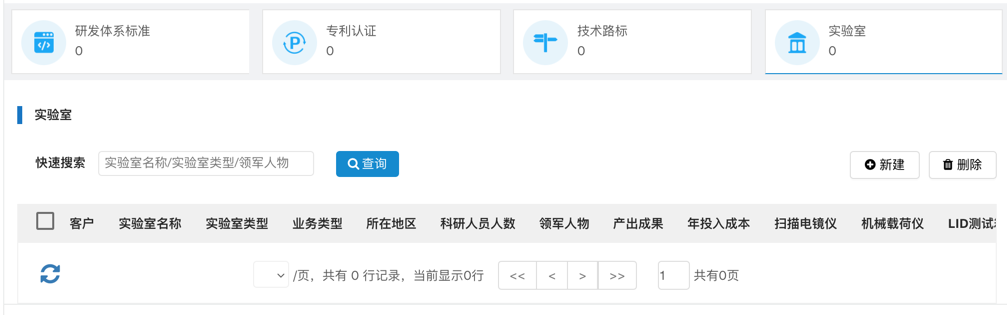 研发体系标准
0
专利认证
0
技术路标
0
实验室
0
实验室
快速搜索 实验室名称/实验室类型/领军人物 查询 新建 删除
客户 实验室名称 实验室类型 业务类型 所在地区 科研人员人数 领军人物 产出成果 年投入成本 扫描电镜仪 机械载荷仪 LID测试
/页，共有 0 行记录，当前显示0行 << < > >> 1 共有0页